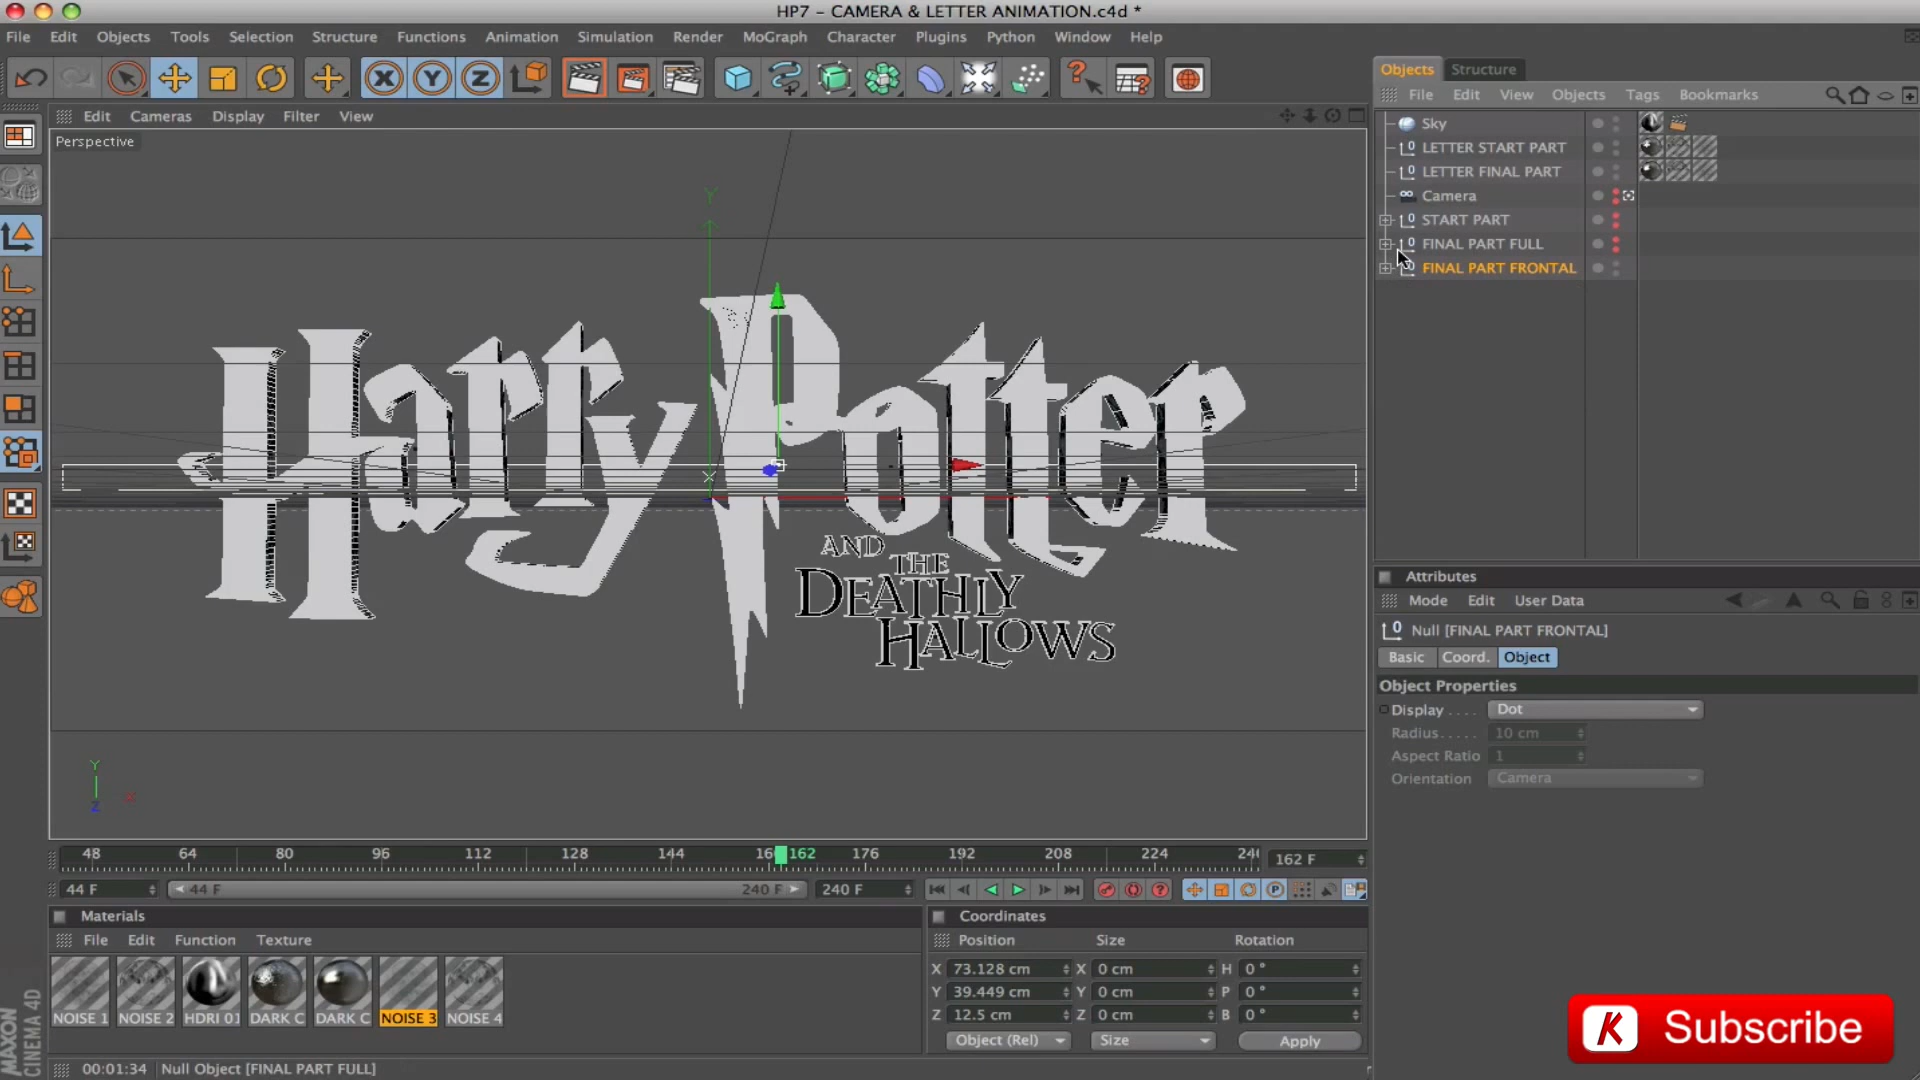 HP7 - CAMERA & LETTER ANIMATION.c4d *
File Edit Objects Tools Selection Structure Functions Animation Simulation Render MoGraph Character Plugins Python Window Help
Edit Cameras Display Filter View
Perspective
Harry Potter
AND THE
DEATHLY
HALLOWS
Y
Y
Z X
48 64 80 96 112 128 144 16 162 176 192 208 224 24
162 F
44 F 44 F 240 F 240 F
Materials
File Edit Function Texture
NOISE 1 NOISE 2 HDRI 01 DARK C DARK C NOISE 3 NOISE 4
Coordinates
Position Size Rotation
X 73.128 cm X 0 cm H 0 °
Y 39.449 cm Y 0 cm P 0 °
Z 12.5 cm Z 0 cm B 0 °
Object (Rel) Size Apply
00:01:34 Null Object [FINAL PART FULL]
MAXON
CINEMA 4D
Objects Structure
File Edit View Objects Tags Bookmarks
Sky
LETTER START PART
LETTER FINAL PART
Camera
START PART
FINAL PART FULL
FINAL PART FRONTAL
Attributes
Mode Edit User Data
Null [FINAL PART FRONTAL]
Basic Coord. Object
Object Properties
Display . . . . Dot
Radius. . . . . 10 cm
Aspect Ratio 1
Orientation Camera
K Subscribe